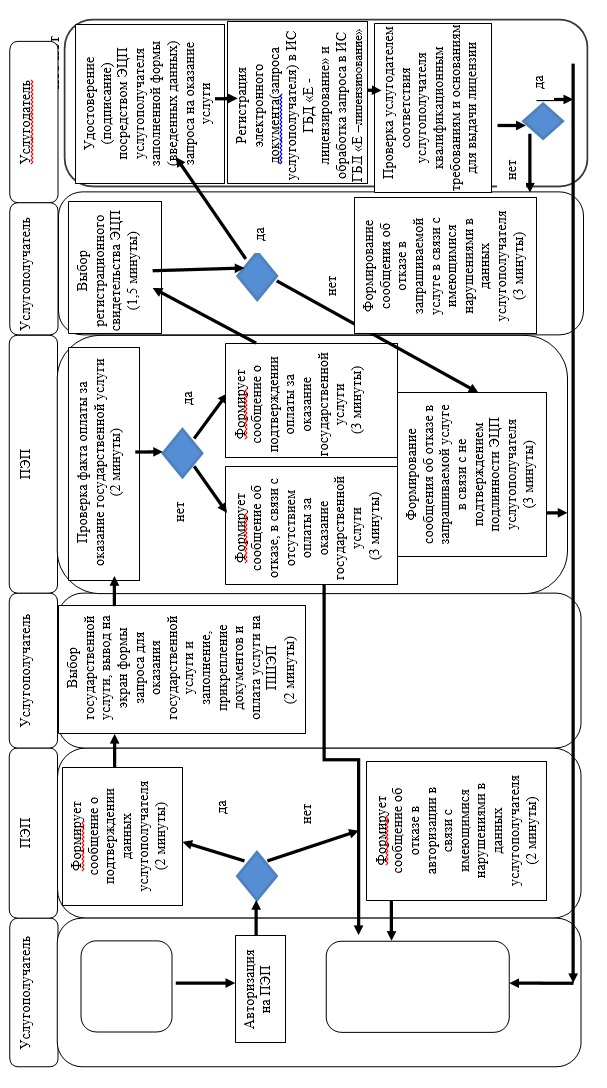 Услугополучатель
ПЭП
Услугополучатель
ПЭП
Услугополучатель
Услугодатель
Авторизация
на ПЭП
Формирует
сообщение о
подтверждении
данных
услугополучателя
(2 минуты)
да
нет
Формирует
сообщение об
отказе в
авторизации в
связи с
имеющимися
нарушениями в
данных
услугополучателя
(2 минуты)
Выбор
государственной
услуги, вывод на
экран формы
запроса для
оказания
государственной
услуги и
заполнение,
прикрепление
документов и
оплата услуги на
ПШЭП
(2 минуты)
Проверка факта оплаты за
оказание государственной услуги
(2 минуты)
нет
да
Формирует
сообщение об
отказе, в связи с
отсутствием
оплаты за
оказание
государственной
услуги
(3 минуты)
Формирует
сообщение о
подтверждении
оплаты за
оказание
государственной
услуги
(3 минуты)
Формирование
сообщения об отказе в
запрашиваемой услуге
в связи с не
подтверждением
подлинности ЭЦП
услугополучателя
(3 минуты)
Выбор
регистрационного
свидетельства ЭЦП
(1,5 минуты)
да
нет
Формирование
сообщения об
отказе в
запрашиваемой
услуге в связи с
имеющимися
нарушениями в
данных
услугополучателя
(3 минуты)
Удостоверение
(подписание)
посредством ЭЦП
услугополучателя
заполненной формы
(введенных данных)
запроса на оказание
услуги
Регистрация
электронного
документа(запроса
услугополучателя) в ИС
ГБД «Е -
лицензирование» и
обработка запроса в ИС
ГБД «Е –лицензирование»
Проверка услугодателем
соответствия
услугополучателя
квалификационным
требованиям и основаниям
для выдачи лицензии
нет
да